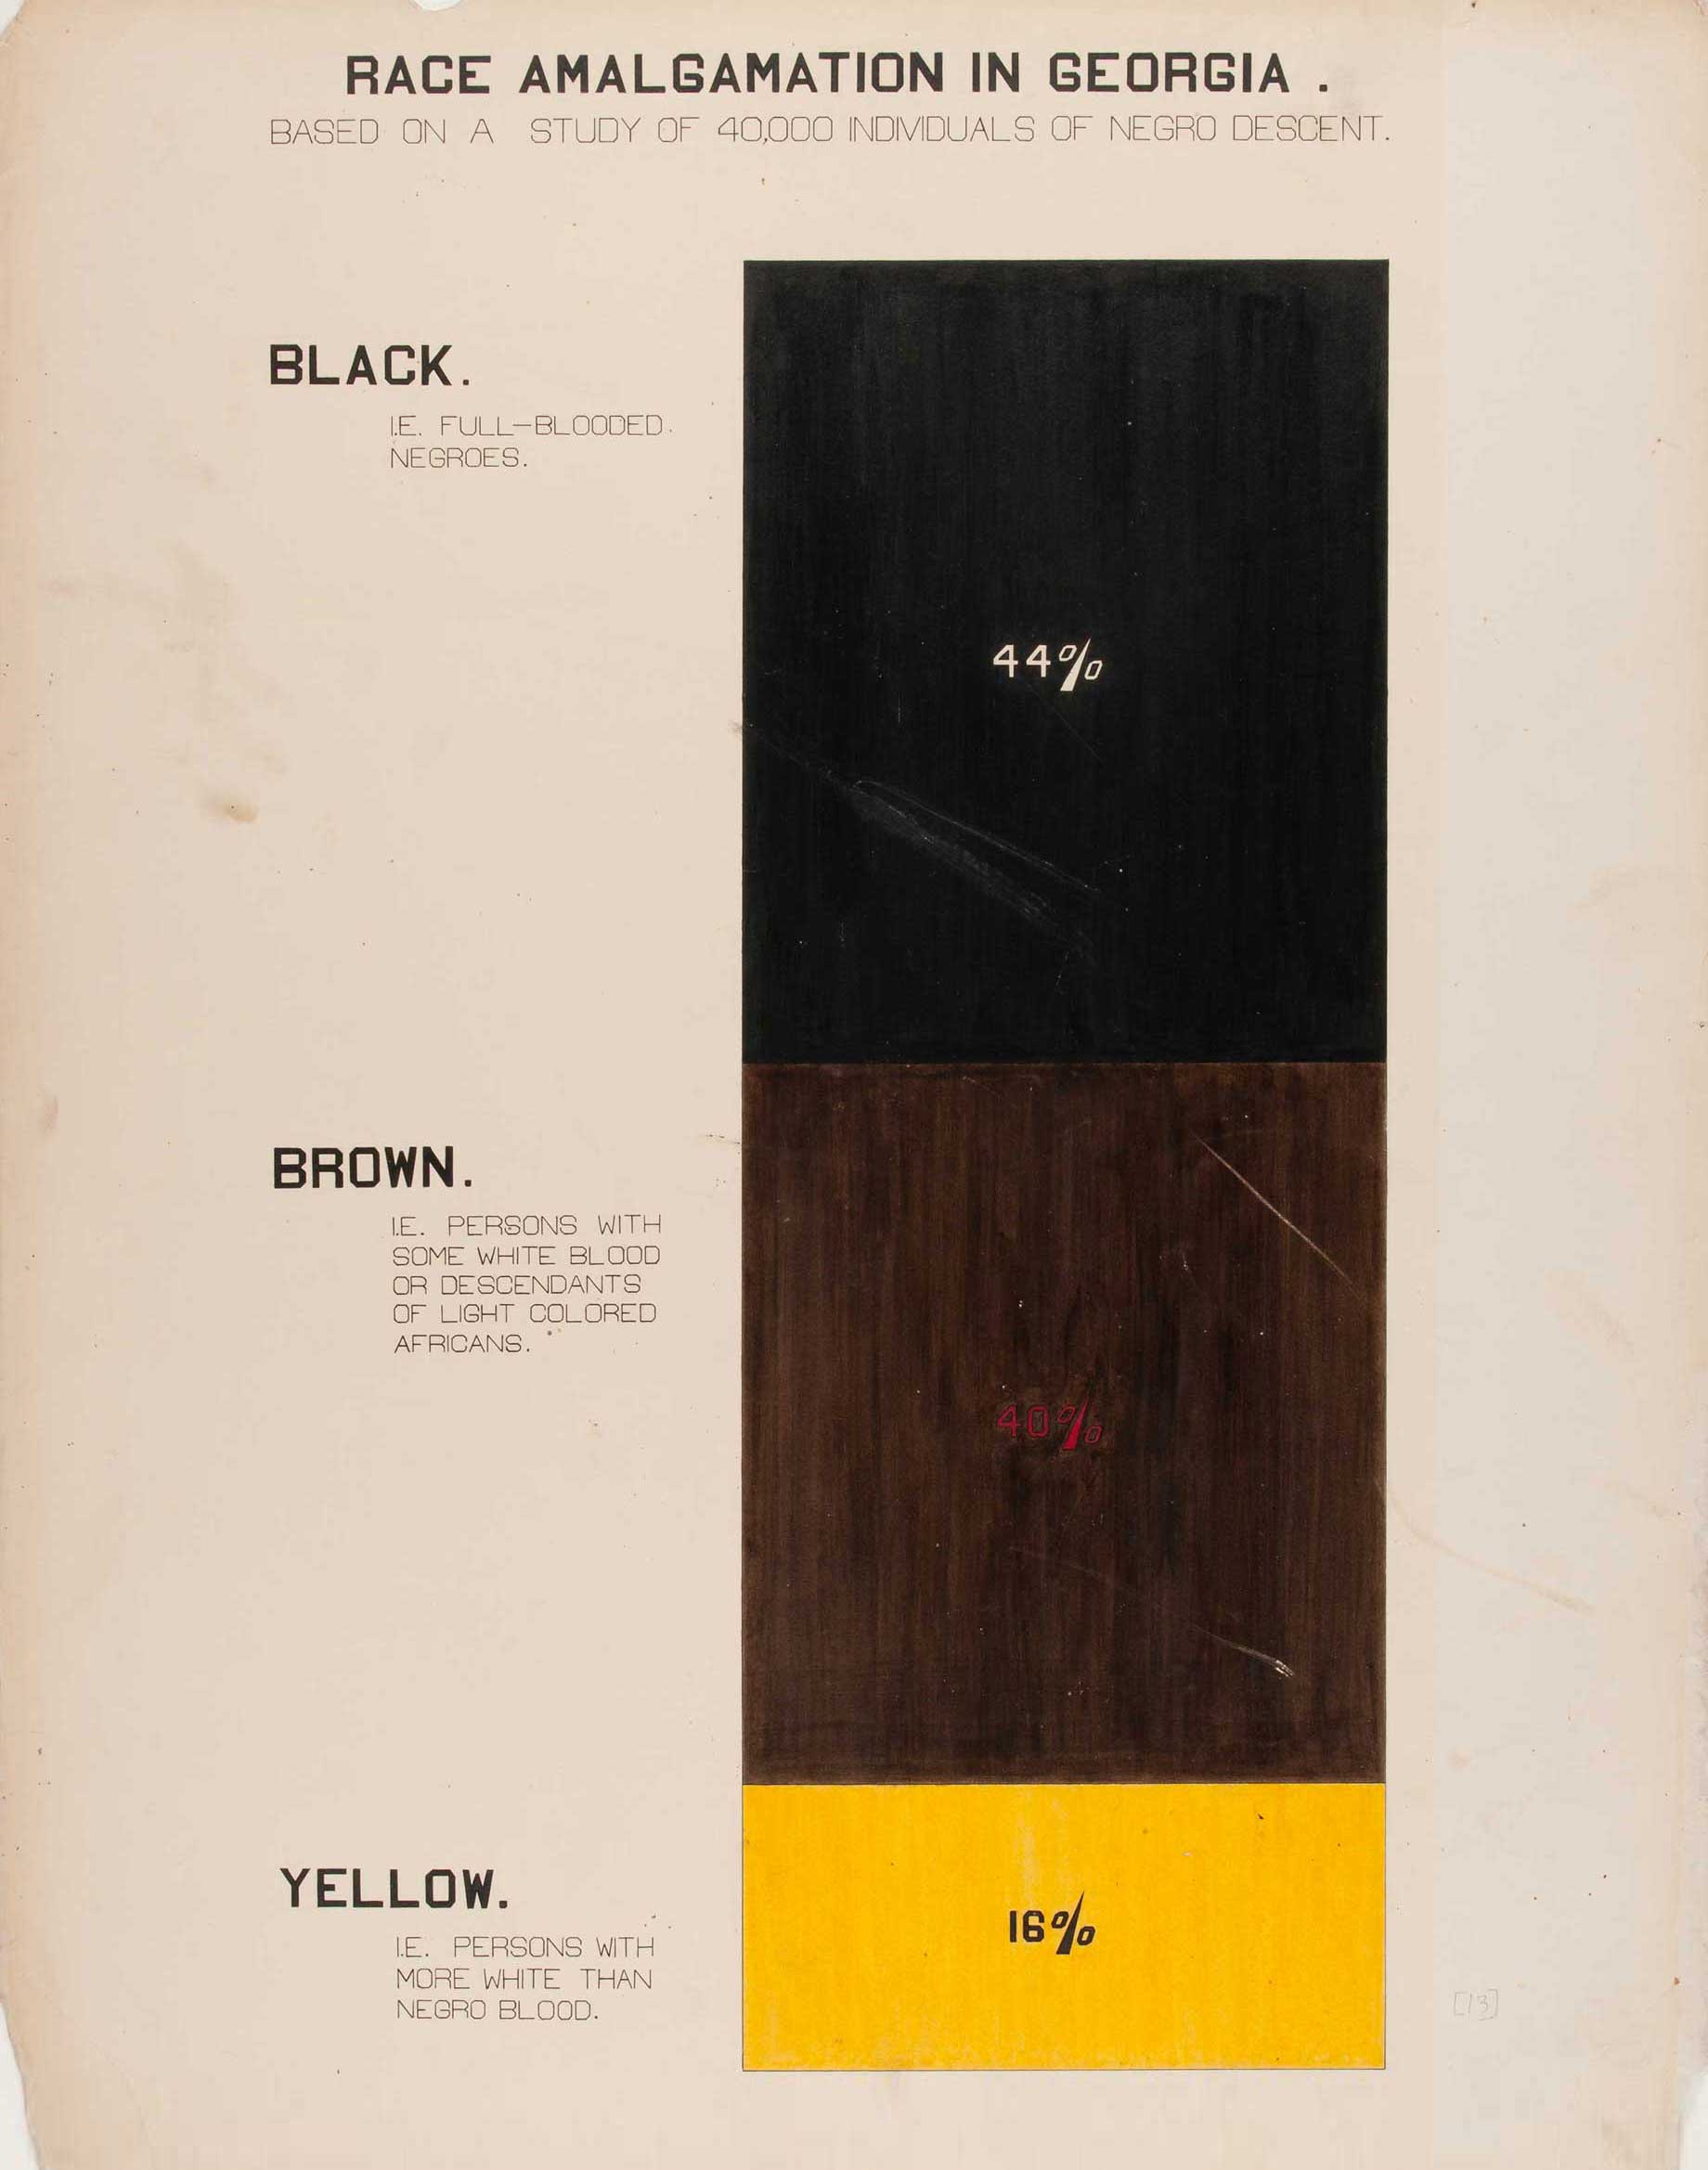 RACE AMALGAMATION IN GEORGIA .
BASED ON A STUDY OF 40,000 INDIVIDUALS OF NEGRO DESCENT.
BLACK.
I.E. FULL-BLOODED
NEGROES.
44%
BROWN.
I.E. PERSONS WITH
SOME WHITE BLOOD
OR DESCENDANTS
OF LIGHT COLORED
AFRICANS.
40%
YELLOW.
I.E. PERSONS WITH
MORE WHITE THAN
NEGRO BLOOD.
16%
[13]